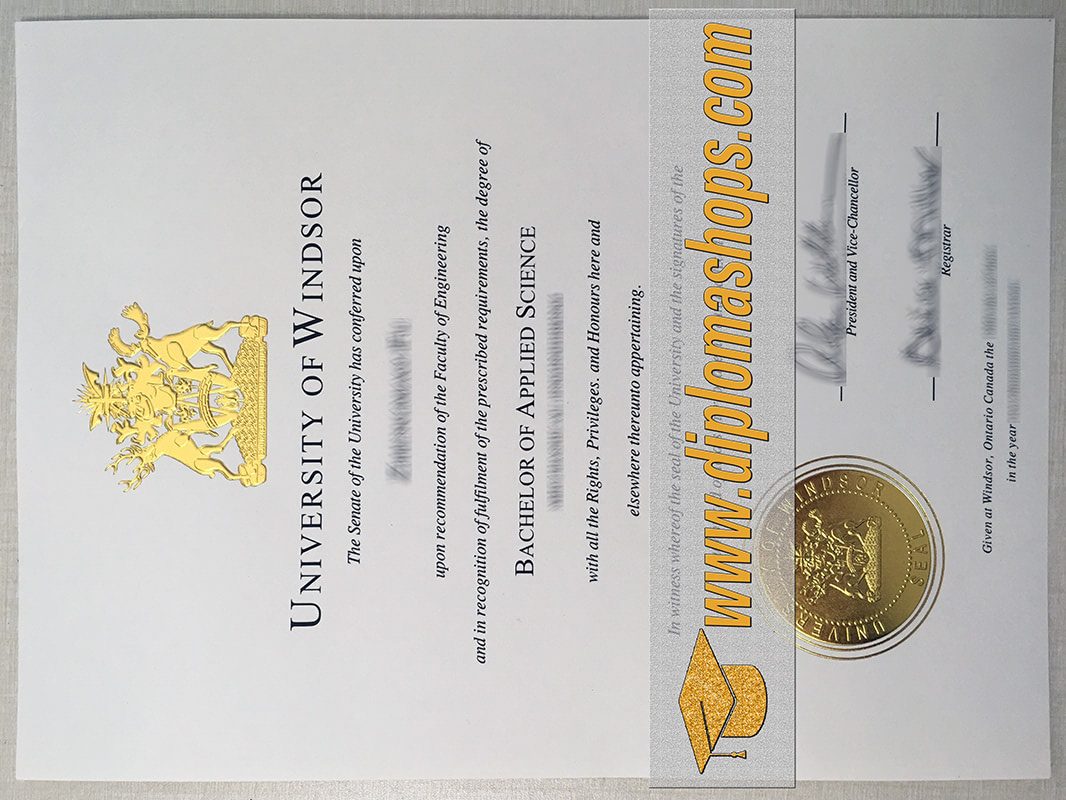 UNIVERSITY OF WINDSOR
The Senate of the University has conferred upon
upon recommendation of the Faculty of Engineering
and in recognition of fulfilment of the prescribed requirements, the degree of
BACHELOR OF APPLIED SCIENCE
with all the Rights, Privileges, and Honours here and
elsewhere thereunto appertaining.
In witness whereof the seal of the University and the signatures of the
www.diplomashops.com
President and Vice-Chancellor
Registrar
UNIVERSITY OF WINDSOR
SEAL
Given at Windsor, Ontario Canada the
in the year